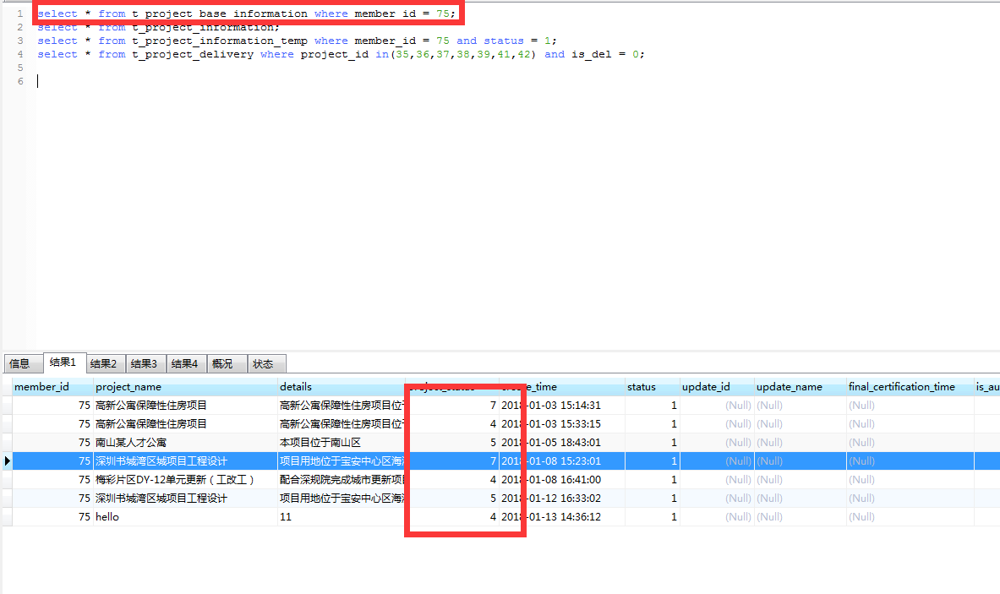 1 select * from t_project_base_information where member_id = 75;
2 select * from t_project_information;
3 select * from t_project_information_temp where member_id = 75 and status = 1;
4 select * from t_project_delivery where project_id in(35,36,37,38,39,41,42) and is_del = 0;
5
6
信息 结果1 结果2 结果3 结果4 概况 状态
member_id project_name details project_status create_time status update_id update_name final_certification_time is_au
75 高新公寓保障性住房项目 高新公寓保障性住房项目位于 7 2018-01-03 15:14:31 1 (Null) (Null) (Null)
75 高新公寓保障性住房项目 高新公寓保障性住房项目位于 4 2018-01-03 15:33:15 1 (Null) (Null) (Null)
75 南山某人才公寓 本项目位于南山区 5 2018-01-05 18:43:01 1 (Null) (Null) (Null)
75 深圳书城湾区城项目工程设计 项目用地位于宝安中心区海 7 2018-01-08 15:23:01 1 (Null) (Null) (Null)
75 梅彩片区DY-12单元更新（工改工） 配合深规院完成城市更新项目 4 2018-01-08 16:41:00 1 (Null) (Null) (Null)
75 深圳书城湾区城项目工程设计 项目用地位于宝安中心区海 5 2018-01-12 16:33:02 1 (Null) (Null) (Null)
75 hello 11 4 2018-01-13 14:36:12 1 (Null) (Null) (Null)